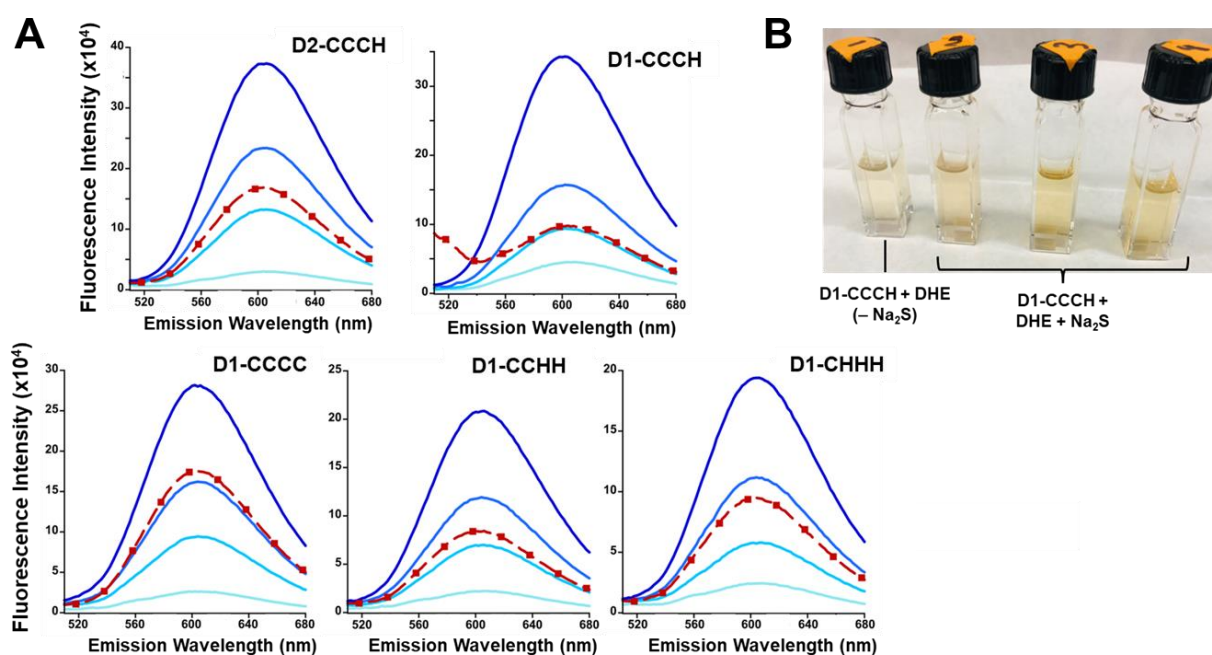 A
B
Fluorescence Intensity (x10⁴)
D2-CCCH
40
30
20
10
0
520 560 600 640 680
Emission Wavelength (nm)
D1-CCCH
30
20
10
0
520 560 600 640 680
Emission Wavelength (nm)
1
3
D1-CCCH + DHE
(– Na₂S)
D1-CCCH +
DHE + Na₂S
Fluorescence Intensity (x10⁴)
D1-CCCC
30
25
20
15
10
5
0
520 560 600 640 680
Emission Wavelength (nm)
D1-CCHH
25
20
15
10
5
0
520 560 600 640 680
Emission Wavelength (nm)
D1-CHHH
20
15
10
5
0
520 560 600 640 680
Emission Wavelength (nm)